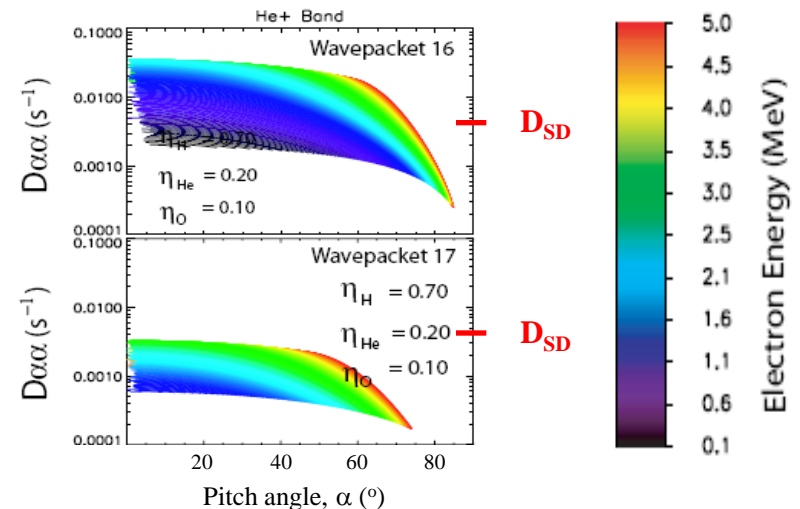 He+ Band
Wavepacket 16
0.1000
0.0100
0.0010
0.0001
Dαα (s⁻¹)
η_H = 0.70
η_He = 0.20
η_O = 0.10
D_SD
Wavepacket 17
0.1000
0.0100
0.0010
0.0001
Dαα (s⁻¹)
η_H = 0.70
η_He = 0.20
η_O = 0.10
D_SD
20 40 60 80
Pitch angle, α (°)
5.0
4.0
3.5
3.0
2.5
2.1
1.6
1.1
0.6
0.1
Electron Energy (MeV)